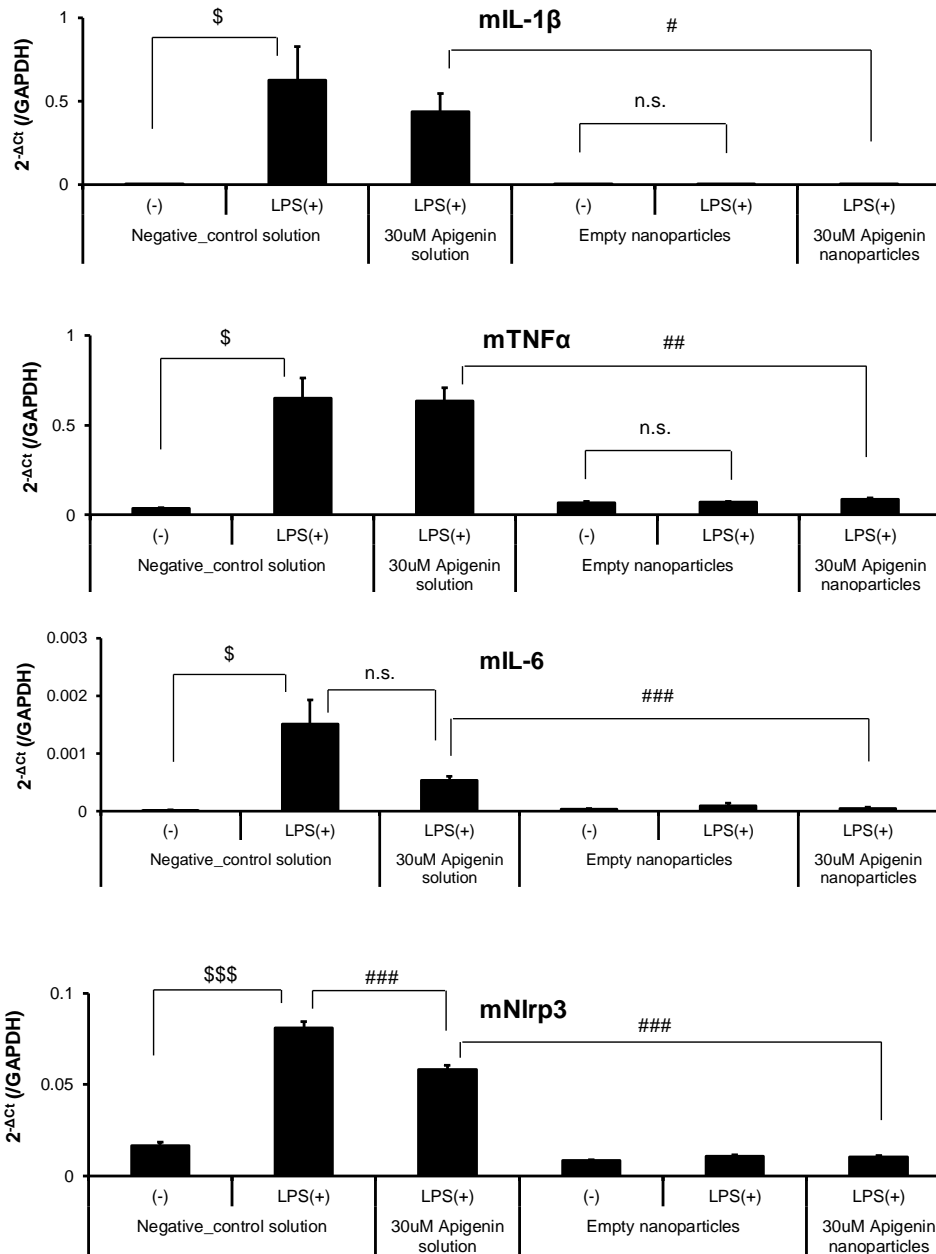 mIL-1β
$
#
n.s.
1
0.5
0
2-ΔCt (/GAPDH)
(-) LPS(+) LPS(+) (-) LPS(+) LPS(+)
Negative_control solution 30uM Apigenin solution Empty nanoparticles 30uM Apigenin nanoparticles
mTNFα
$
##
n.s.
1
0.5
0
2-ΔCt (/GAPDH)
(-) LPS(+) LPS(+) (-) LPS(+) LPS(+)
Negative_control solution 30uM Apigenin solution Empty nanoparticles 30uM Apigenin nanoparticles
mIL-6
$
n.s.
###
0.003
0.002
0.001
0
2-ΔCt (/GAPDH)
(-) LPS(+) LPS(+) (-) LPS(+) LPS(+)
Negative_control solution 30uM Apigenin solution Empty nanoparticles 30uM Apigenin nanoparticles
mNlrp3
$$$
###
###
0.1
0.05
0
2-ΔCt (/GAPDH)
(-) LPS(+) LPS(+) (-) LPS(+) LPS(+)
Negative_control solution 30uM Apigenin solution Empty nanoparticles 30uM Apigenin nanoparticles